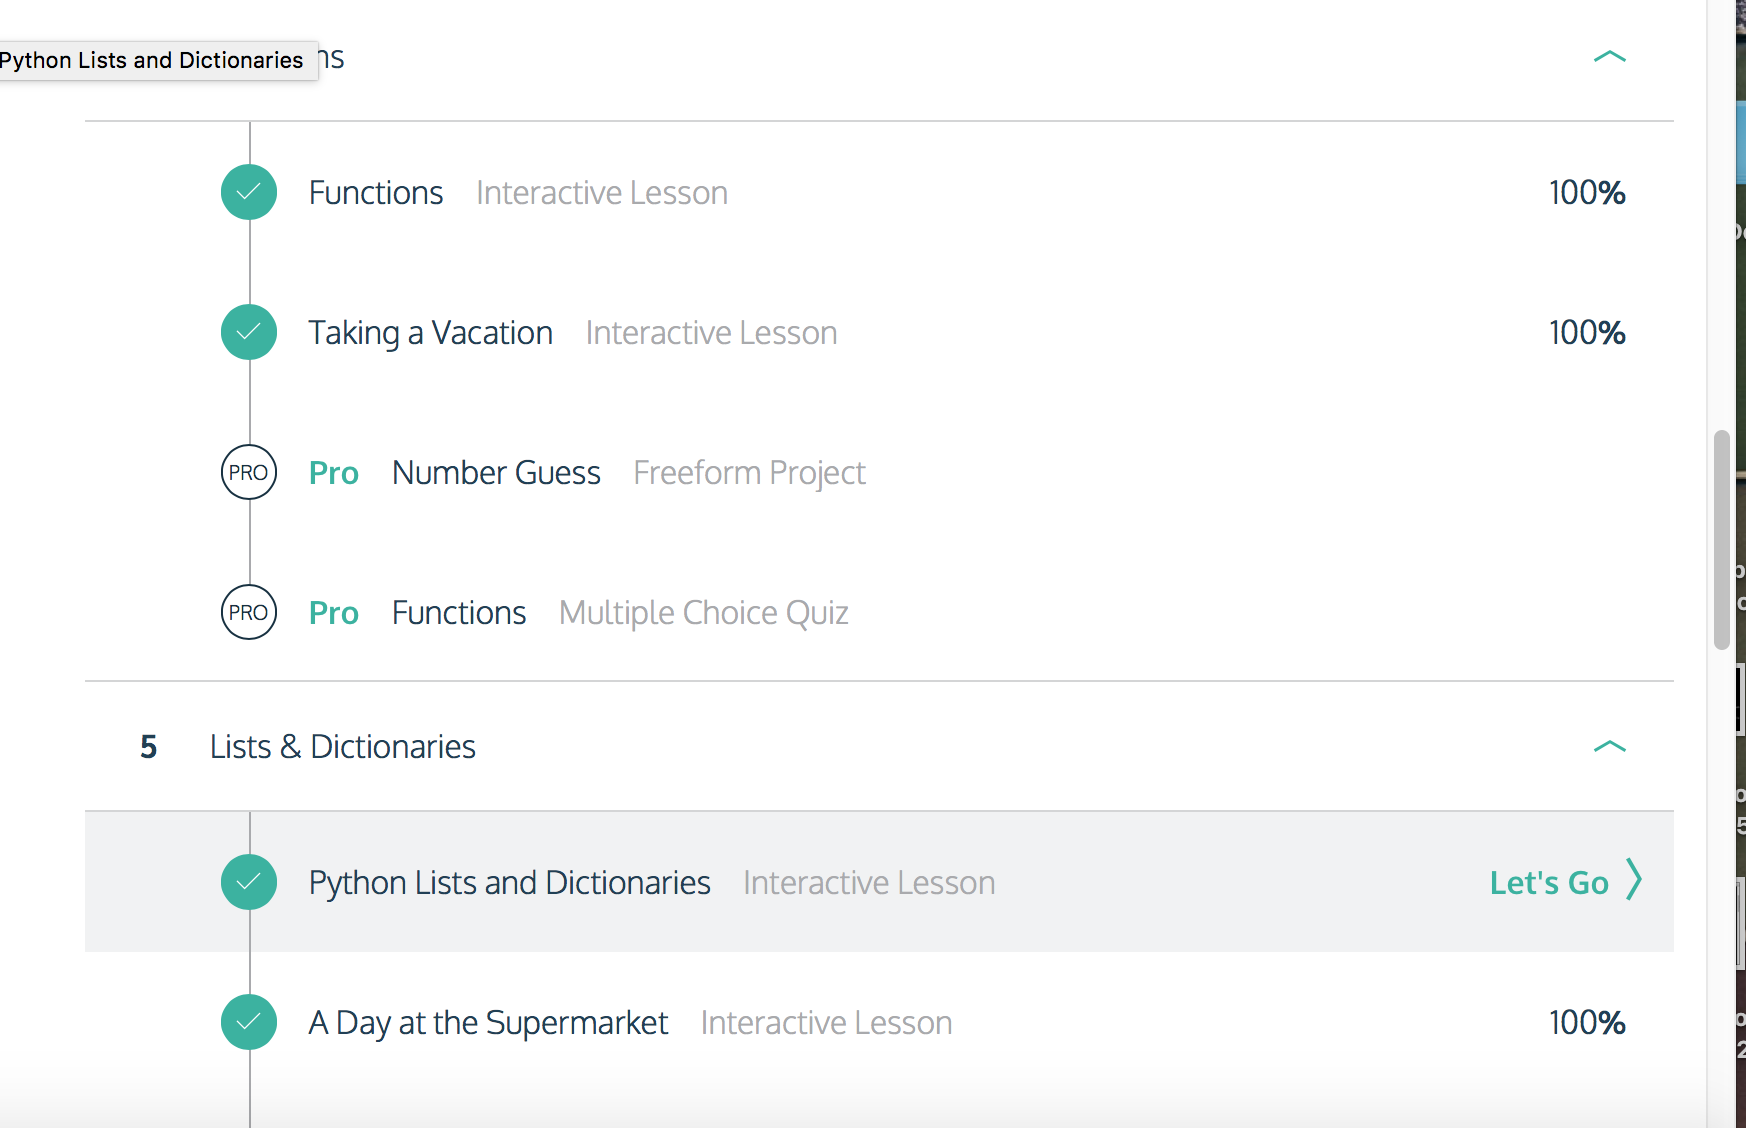 Python Lists and Dictionaries
ns
Functions Interactive Lesson 100%
Taking a Vacation Interactive Lesson 100%
PRO Pro Number Guess Freeform Project
PRO Pro Functions Multiple Choice Quiz
5 Lists & Dictionaries
Python Lists and Dictionaries Interactive Lesson Let's Go
A Day at the Supermarket Interactive Lesson 100%